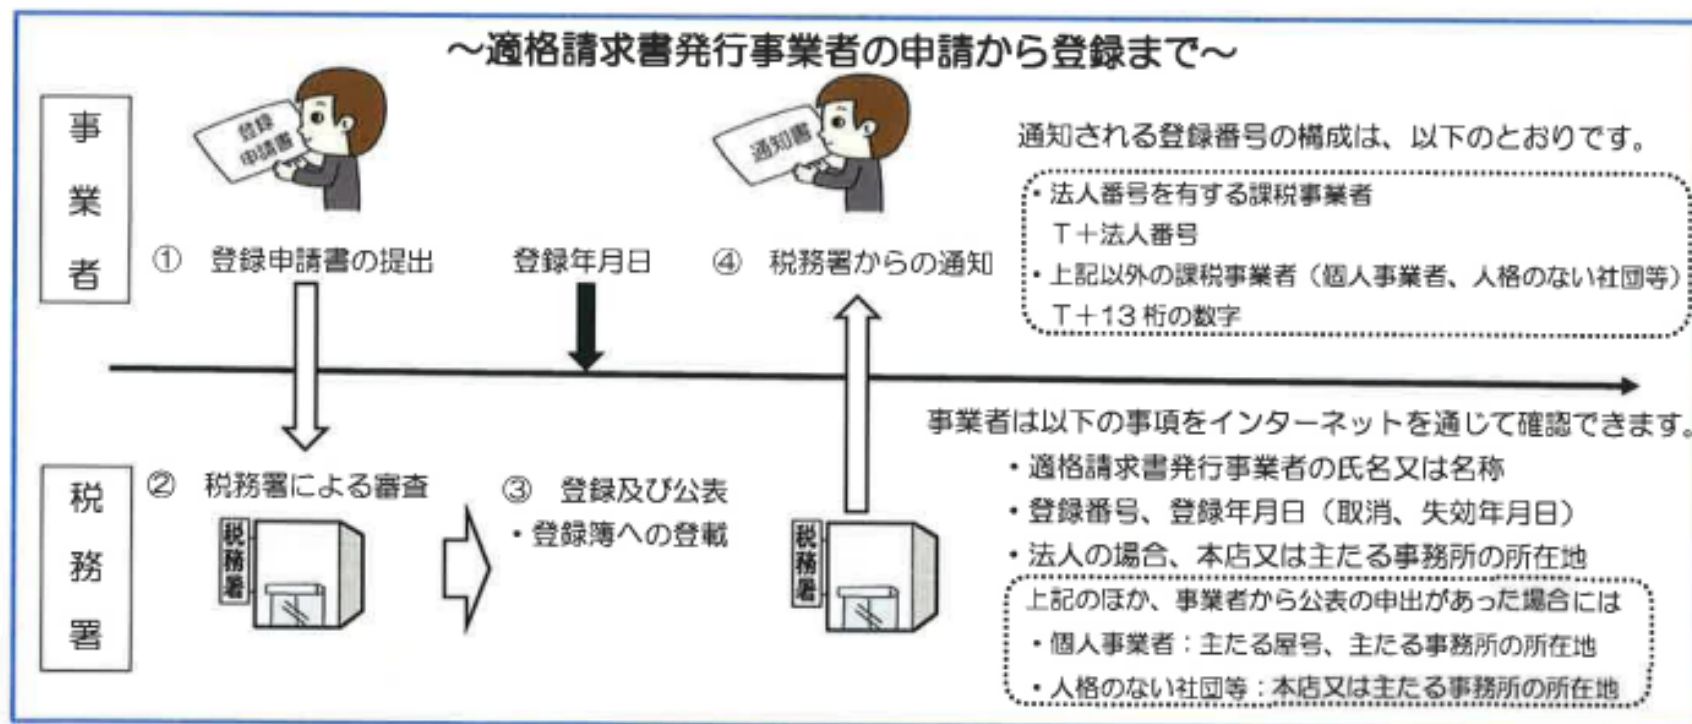 ～適格請求書発行事業者の申請から登録まで～
事業者
登録
申請書
通知書
① 登録申請書の提出
登録年月日
④ 税務署からの通知
通知される登録番号の構成は、以下のとおりです。
・法人番号を有する課税事業者
T＋法人番号
・上記以外の課税事業者（個人事業者、人格のない社団等）
T＋13桁の数字
税務署
② 税務署による審査
税務署
③ 登録及び公表
・登録簿への登載
税務署
事業者は以下の事項をインターネットを通じて確認できます。
・適格請求書発行事業者の氏名又は名称
・登録番号、登録年月日（取消、失効年月日）
・法人の場合、本店又は主たる事務所の所在地
上記のほか、事業者から公表の申出があった場合には
・個人事業者：主たる屋号、主たる事務所の所在地
・人格のない社団等：本店又は主たる事務所の所在地